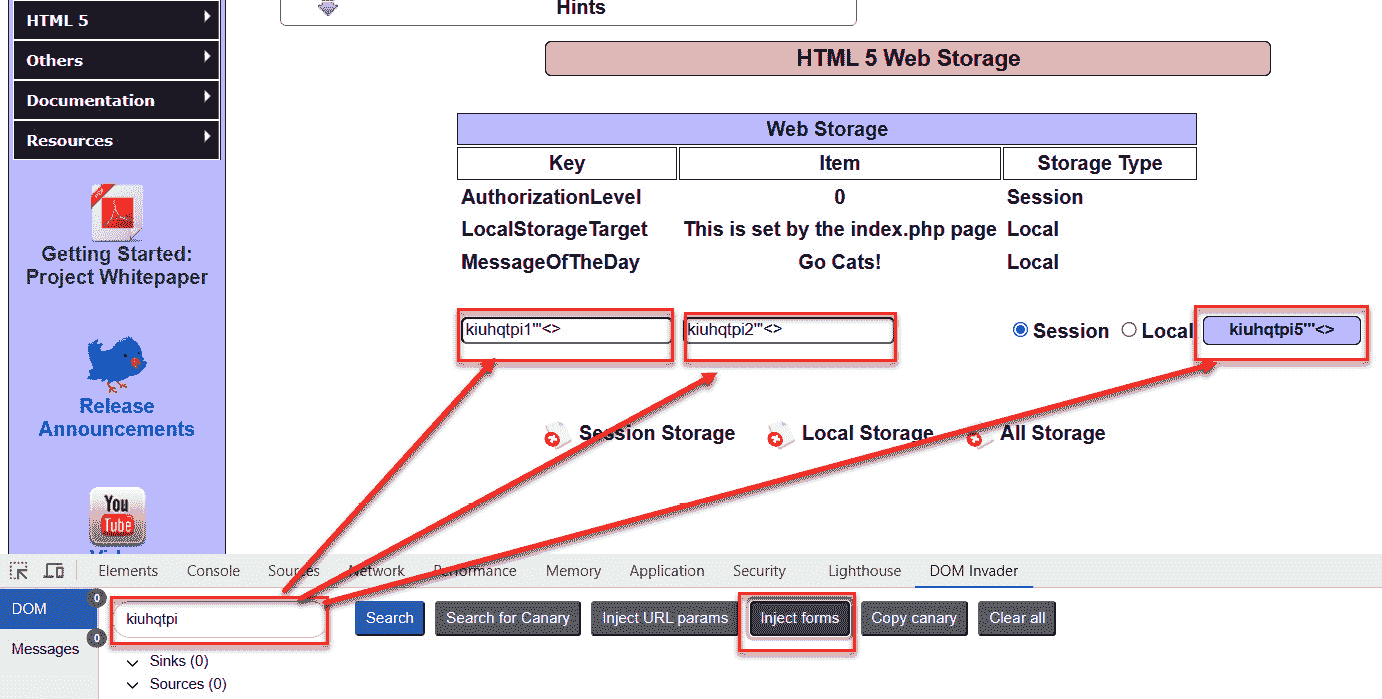 HTML 5
Others
Documentation
Resources
Getting Started:
Project Whitepaper
Release
Announcements
You
Tube
Hints
HTML 5 Web Storage
Web Storage
Key Item Storage Type
AuthorizationLevel 0 Session
LocalStorageTarget This is set by the index.php page Local
MessageOfTheDay Go Cats! Local
kiuhqtpi1'"<> kiuhqtpi2'"<> Session Local kiuhqtpi5'"<>
Session Storage Local Storage All Storage
Elements Console Sources Network Performance Memory Application Security Lighthouse DOM Invader
DOM 0 kiuhqtpi Search Search for Canary Inject URL params Inject forms Copy canary Clear all
Messages 0
Sinks (0)
Sources (0)